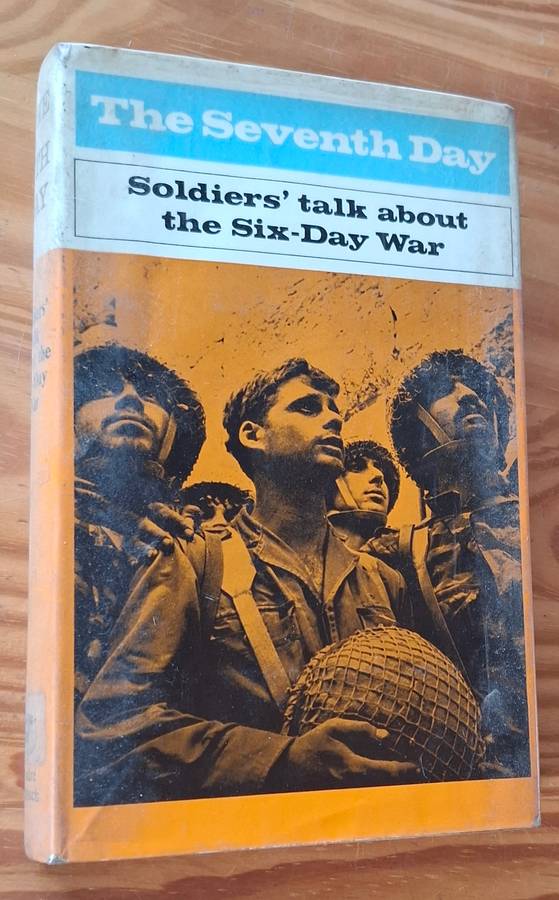 The Seventh Day
Soldiers' talk about
the Six-Day War